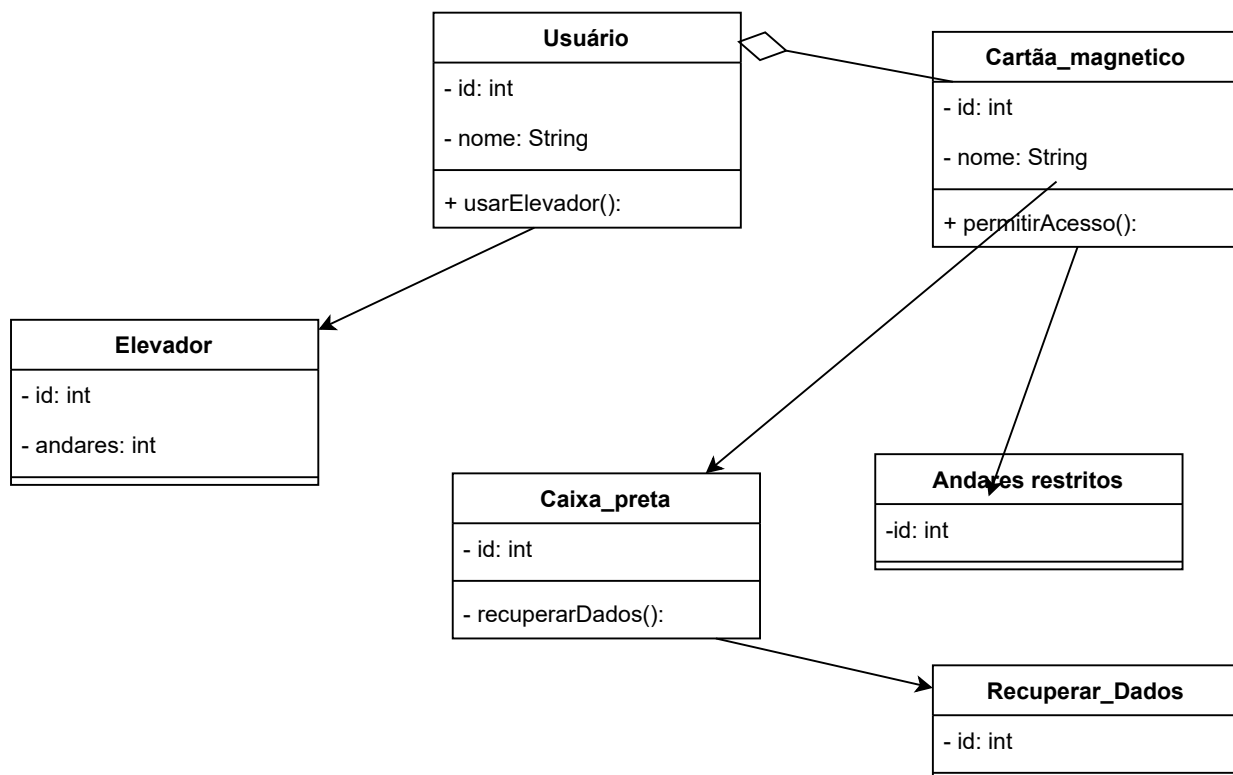 Usuário
- id: int
- nome: String
+ usarElevador():
Cartãa_magnetico
- id: int
- nome: String
+ permitirAcesso():
Elevador
- id: int
- andares: int
Caixa_preta
- id: int
- recuperarDados():
Andares restritos
-id: int
Recuperar_Dados
- id: int